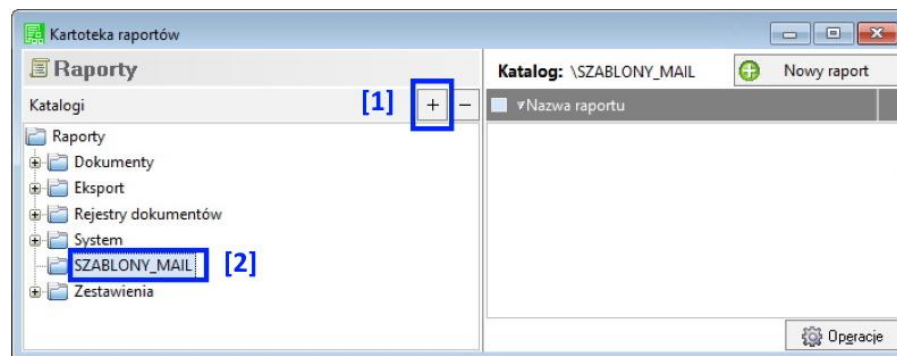 Kartoteka raportów
Raporty
Katalogi [1] + −
Raporty
Dokumenty
Eksport
Rejestry dokumentów
System
SZABLONY_MAIL [2]
Zestawienia
Katalog: \SZABLONY_MAIL Nowy raport
Nazwa raportu
Operacje